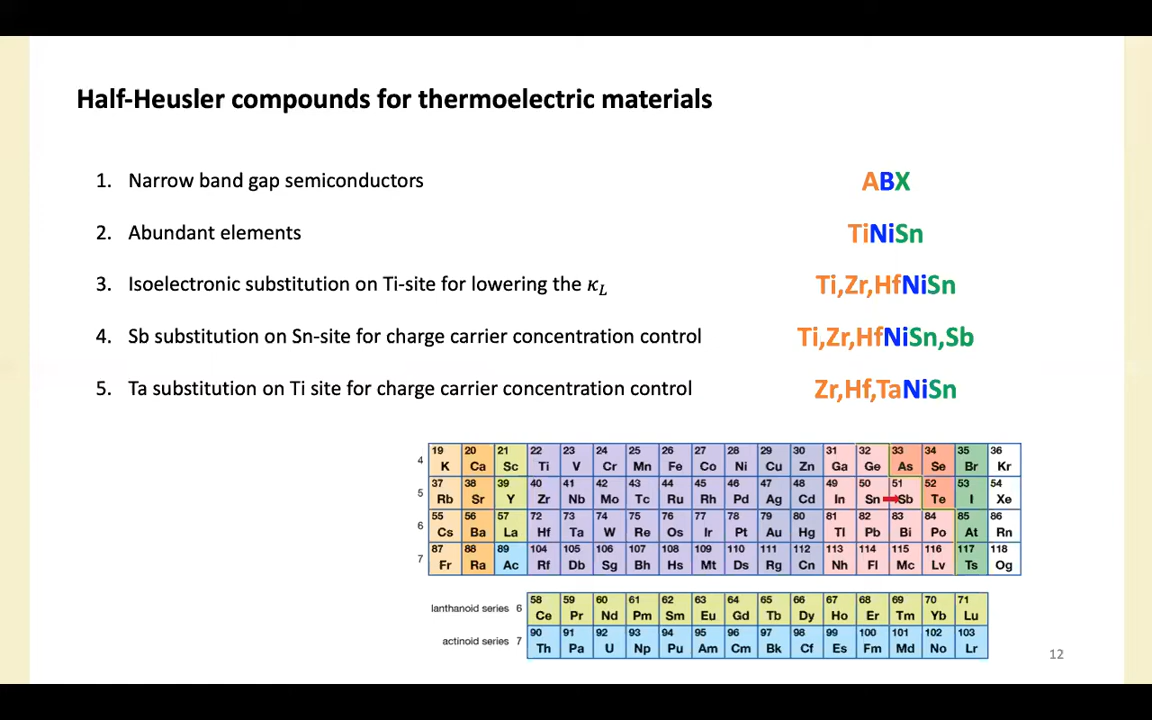 Half-Heusler compounds for thermoelectric materials
1. Narrow band gap semiconductors
ABX
2. Abundant elements
TiNiSn
3. Isoelectronic substitution on Ti-site for lowering the κL
Ti,Zr,HfNiSn
4. Sb substitution on Sn-site for charge carrier concentration control
Ti,Zr,HfNiSn,Sb
5. Ta substitution on Ti site for charge carrier concentration control
Zr,Hf,TaNiSn
19 20 21 22 23 24 25 26 27 28 29 30 31 32 33 34 35 36
4 K Ca Sc Ti V Cr Mn Fe Co Ni Cu Zn Ga Ge As Se Br Kr
37 38 39 40 41 42 43 44 45 46 47 48 49 50 51 52 53 54
5 Rb Sr Y Zr Nb Mo Tc Ru Rh Pd Ag Cd In Sn Sb Te I Xe
55 56 57 72 73 74 75 76 77 78 79 80 81 82 83 84 85 86
6 Cs Ba La Hf Ta W Re Os Ir Pt Au Hg Tl Pb Bi Po At Rn
87 88 89 104 105 106 107 108 109 110 111 112 113 114 115 116 117 118
7 Fr Ra Ac Rf Db Sg Bh Hs Mt Ds Rg Cn Nh Fl Mc Lv Ts Og
58 59 60 61 62 63 64 65 66 67 68 69 70 71
lanthanoid series 6 Ce Pr Nd Pm Sm Eu Gd Tb Dy Ho Er Tm Yb Lu
90 91 92 93 94 95 96 97 98 99 100 101 102 103
actinoid series 7 Th Pa U Np Pu Am Cm Bk Cf Es Fm Md No Lr
12